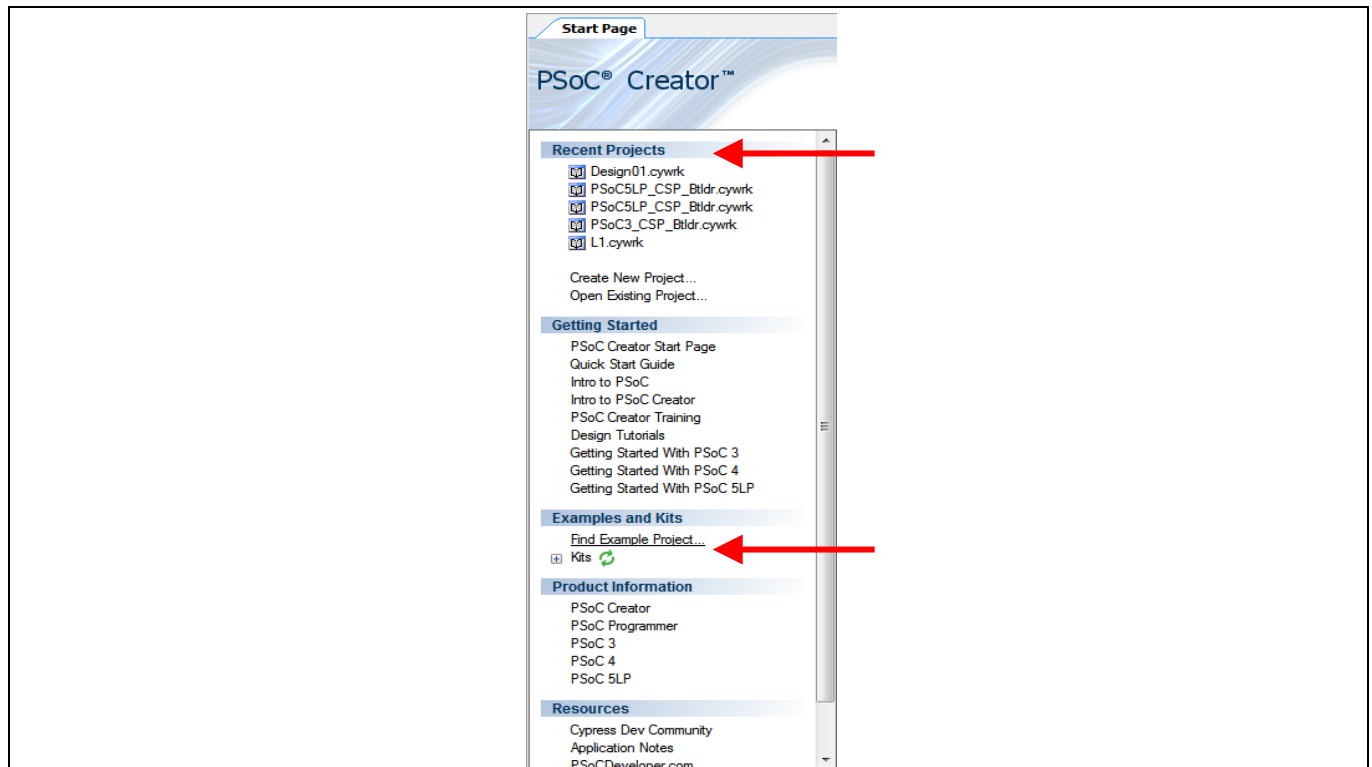 Start Page
PSoC® Creator™
Recent Projects
Design01.cywrk
PSoC5LP_CSP_Btldr.cywrk
PSoC5LP_CSP_Btldr.cywrk
PSoC3_CSP_Btldr.cywrk
L1.cywrk
Create New Project...
Open Existing Project...
Getting Started
PSoC Creator Start Page
Quick Start Guide
Intro to PSoC
Intro to PSoC Creator
PSoC Creator Training
Design Tutorials
Getting Started With PSoC 3
Getting Started With PSoC 4
Getting Started With PSoC 5LP
Examples and Kits
Find Example Project...
Kits
Product Information
PSoC Creator
PSoC Programmer
PSoC 3
PSoC 4
PSoC 5LP
Resources
Cypress Dev Community
Application Notes
PSoCDeveloper.com